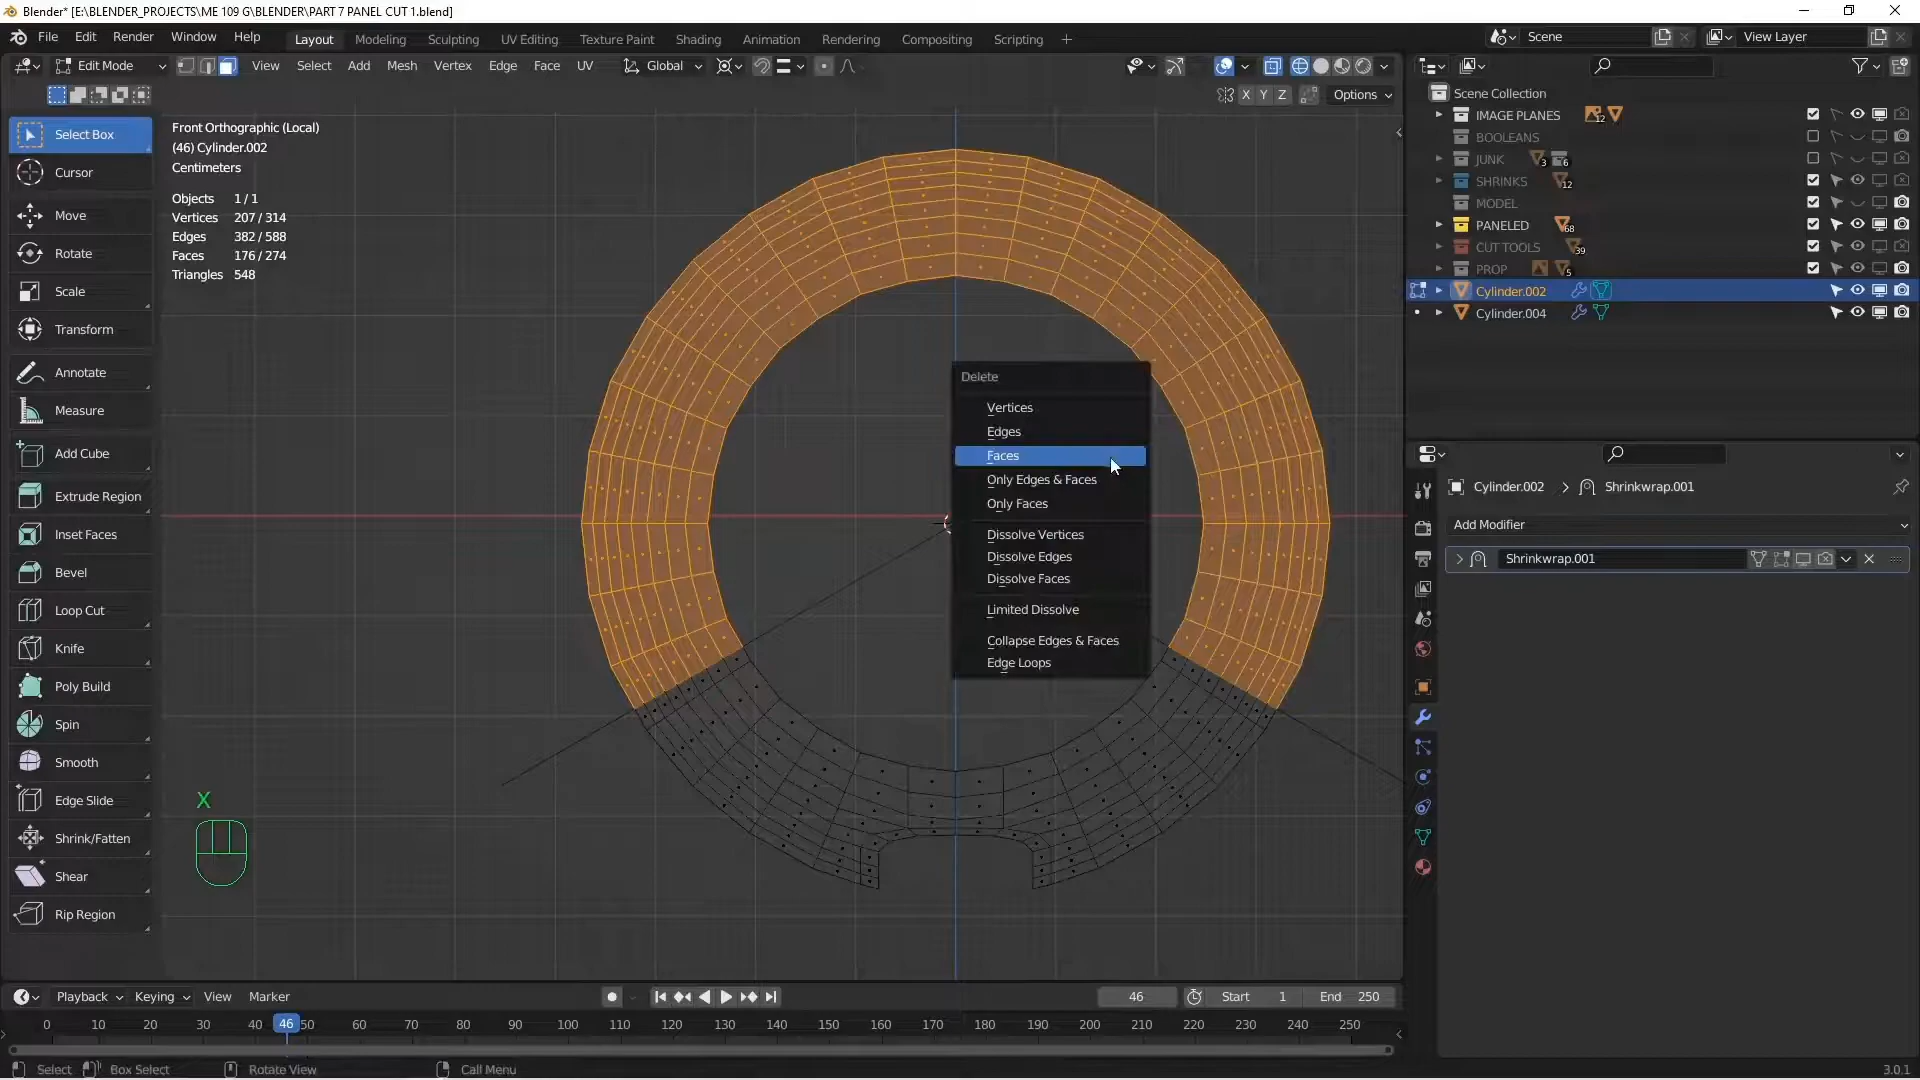 Blender* [E:\BLENDER_PROJECTS\ME 109 G\BLENDER\PART 7 PANEL CUT 1.blend]
File Edit Render Window Help Layout Modeling Sculpting UV Editing Texture Paint Shading Animation Rendering Compositing Scripting + Scene View Layer
Edit Mode View Select Add Mesh Vertex Edge Face UV Global
X Y Z Options
Select Box
Cursor
Move
Rotate
Scale
Transform
Annotate
Measure
Add Cube
Extrude Region
Inset Faces
Bevel
Loop Cut
Knife
Poly Build
Spin
Smooth
Edge Slide
Shrink/Fatten
Shear
Rip Region
Front Orthographic (Local)
(46) Cylinder.002
Centimeters
Objects 1 / 1
Vertices 207 / 314
Edges 382 / 588
Faces 176 / 274
Triangles 548
Delete
Vertices
Edges
Faces
Only Edges & Faces
Only Faces
Dissolve Vertices
Dissolve Edges
Dissolve Faces
Limited Dissolve
Collapse Edges & Faces
Edge Loops
X
Scene Collection
IMAGE PLANES 12
BOOLEANS
JUNK 3 6
SHRINKS 12
MODEL
PANELED 68
CUT TOOLS 39
PROP 5
Cylinder.002
Cylinder.004
Cylinder.002 > Shrinkwrap.001
Add Modifier
Shrinkwrap.001
Playback Keying View Marker 46 Start 1 End 250
0 10 20 30 40 46 50 60 70 80 90 100 110 120 130 140 150 160 170 180 190 200 210 220 230 240 250
Select Box Select Rotate View Call Menu 3.0.1